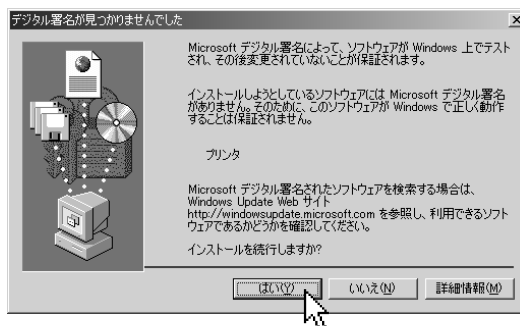 デジタル署名が見つかりませんでした
Microsoft デジタル署名によって、ソフトウェアが Windows 上でテスト
され、その後変更されていないことが保証されます。
インストールしようとしているソフトウェアには Microsoft デジタル署名
がありません。そのために、このソフトウェアが Windows で正しく動作
することは保証されません。
プリンタ
Microsoft デジタル署名されたソフトウェアを検索する場合は、
Windows Update Web サイト
http://windowsupdate.microsoft.com を参照し、利用できるソフト
ウェアであるかどうかを確認してください。
インストールを続行しますか?
はい(Y) いいえ(N) 詳細情報(M)